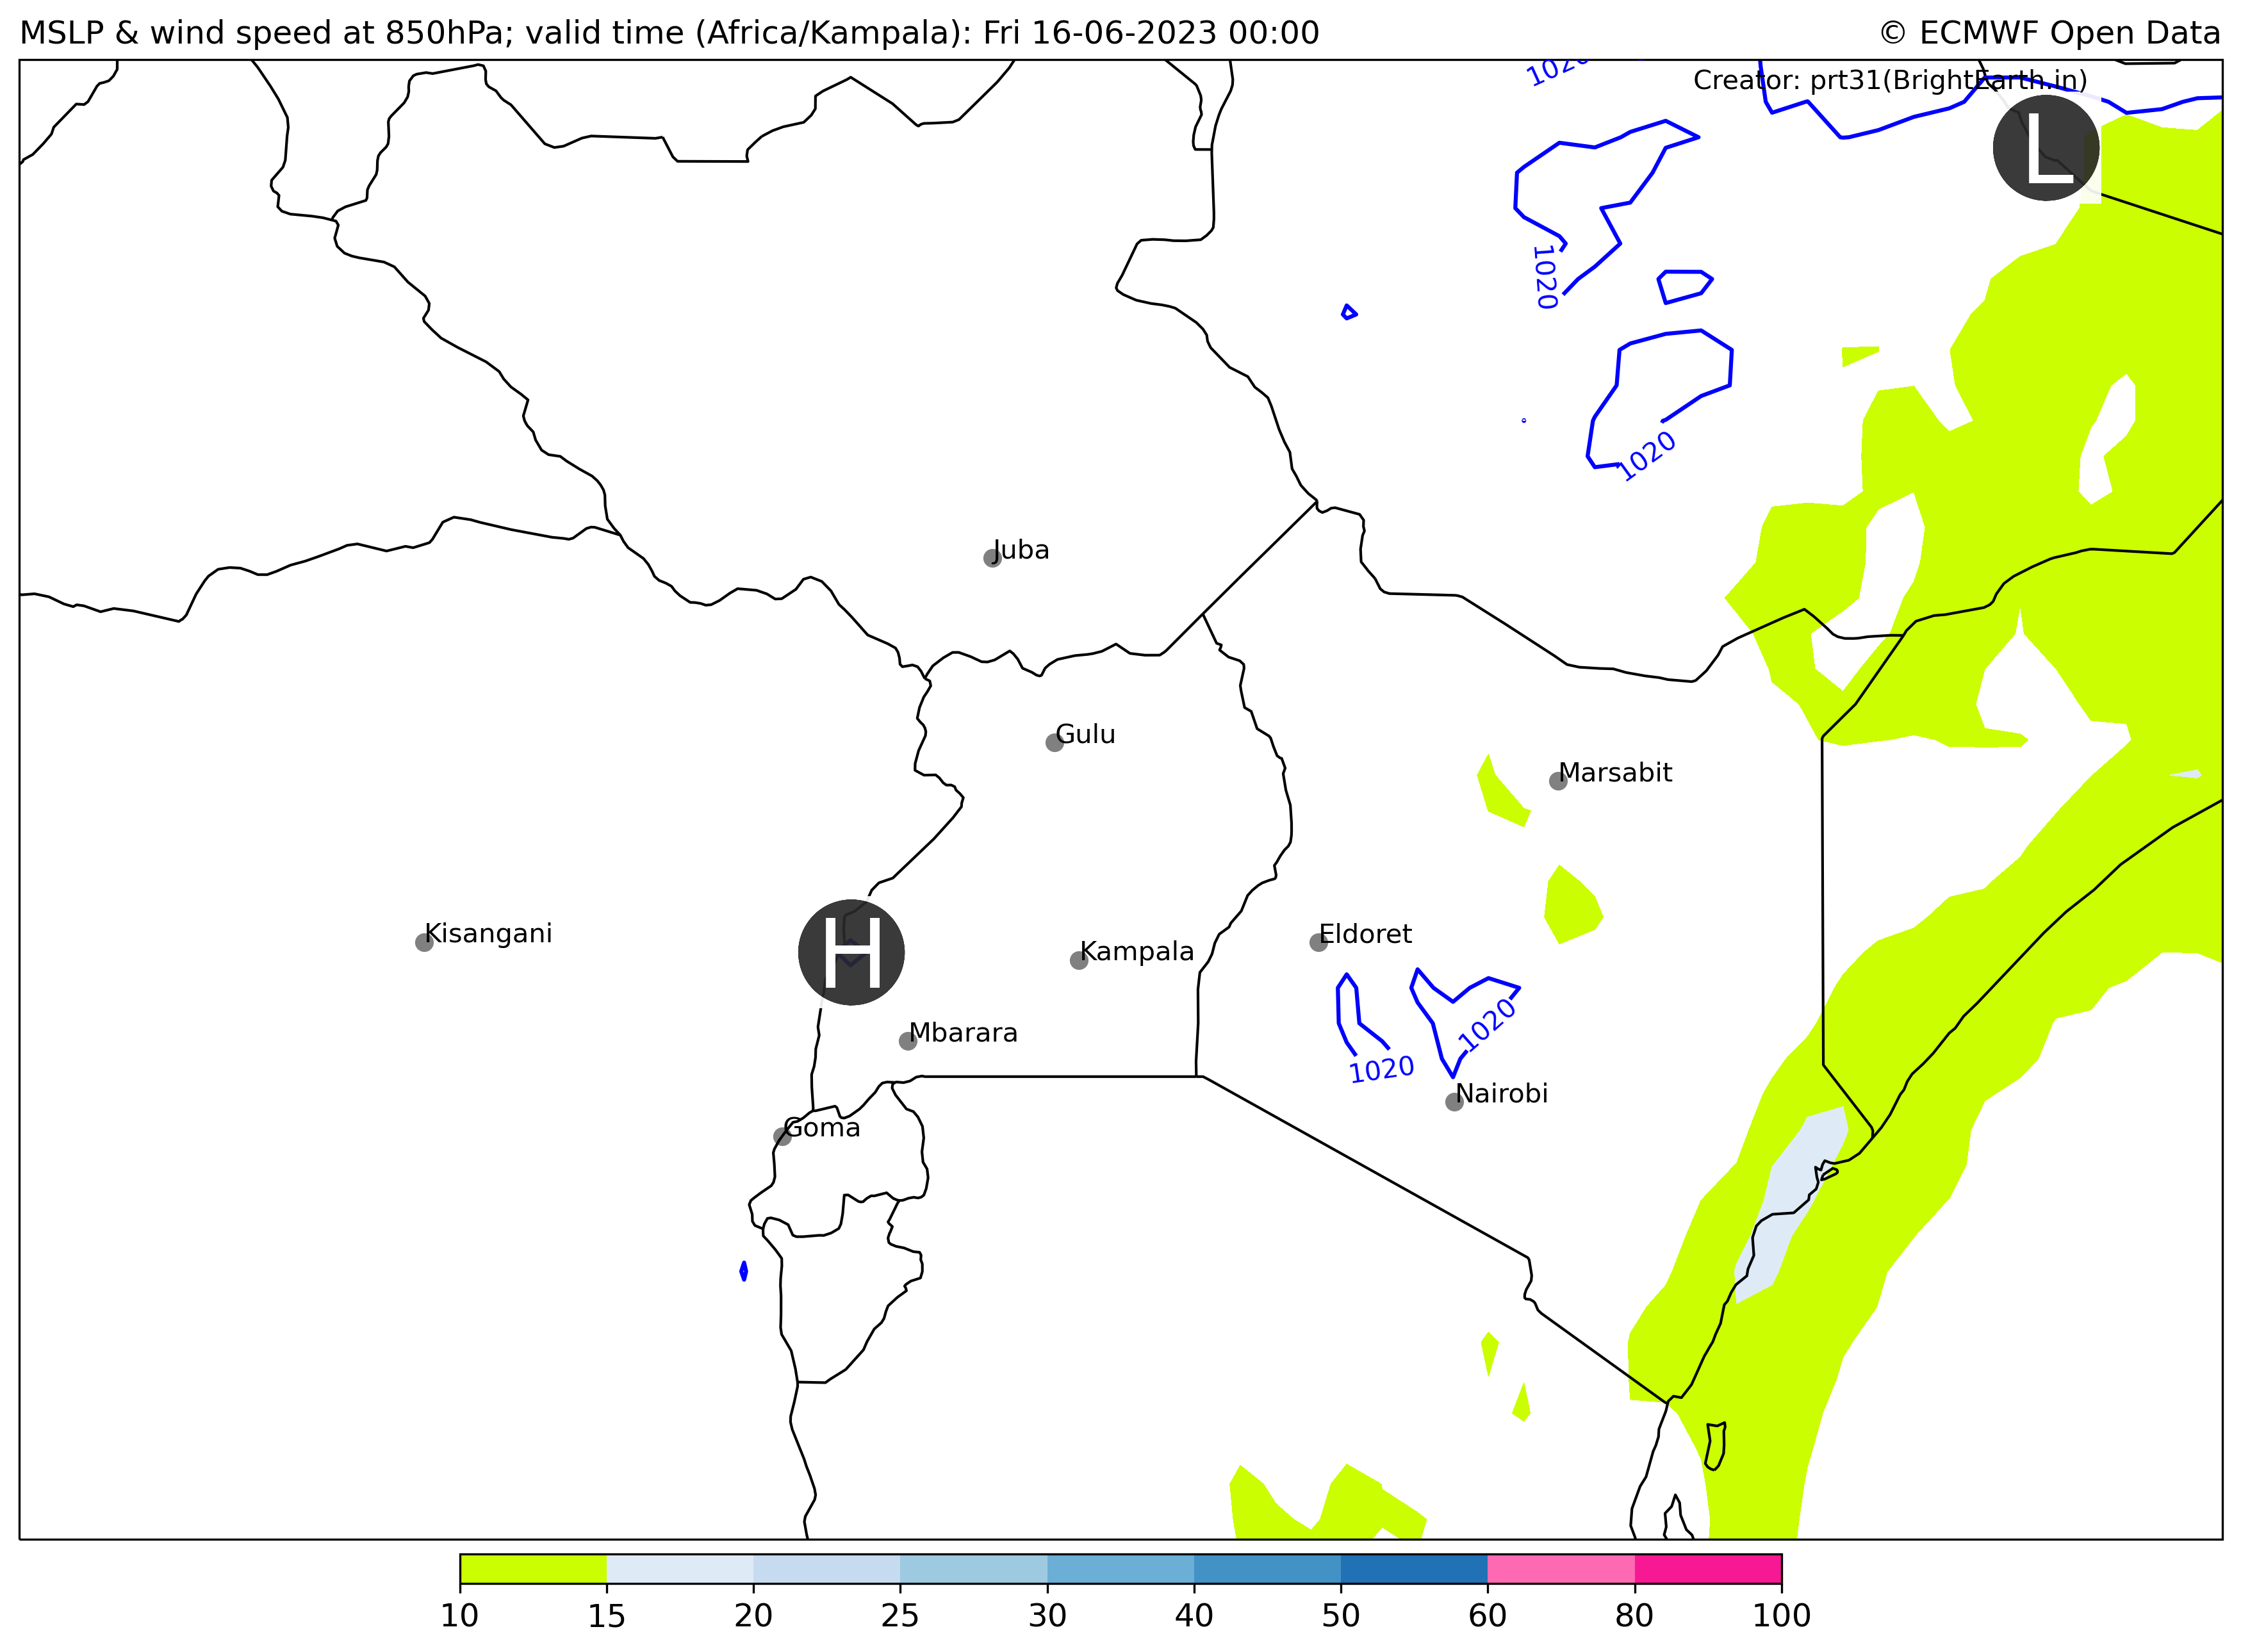 MSLP & wind speed at 850hPa; valid time (Africa/Kampala): Fri 16-06-2023 00:00
© ECMWF Open Data
1020
Creator: prt31(BrightEarth.in)
L
1020
1020
Juba
Gulu
Marsabit
Kisangani
H
Kampala
Eldoret
Mbarara
1020
1020
Nairobi
Goma
10 15 20 25 30 40 50 60 80 100